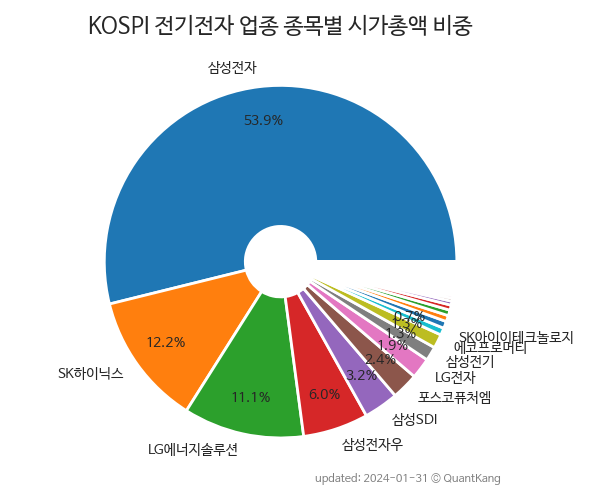 KOSPI 전기전자 업종 종목별 시가총액 비중
삼성전자
53.9%
SK하이닉스
12.2%
LG에너지솔루션
11.1%
삼성전자우
6.0%
삼성SDI
3.2%
포스코퓨처엠
2.4%
LG전자
1.9%
삼성전기
1.3%
에코프로머티
1.3%
SK아이이테크놀로지
0.7%
updated: 2024-01-31 © QuantKang